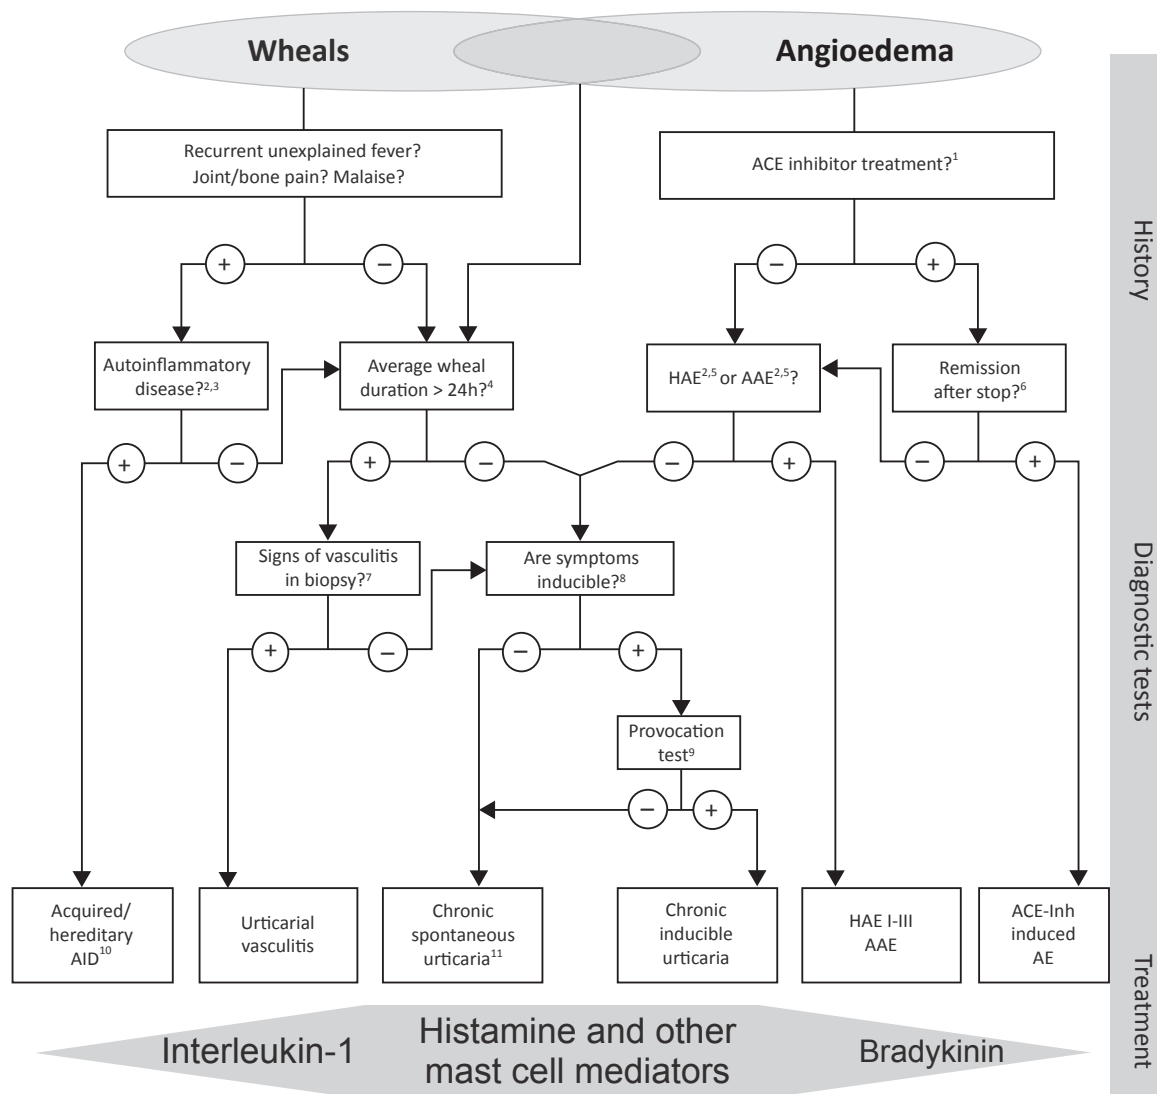 Wheals
Angioedema
Recurrent unexplained fever?
Joint/bone pain? Malaise?
ACE inhibitor treatment?¹
History
+
−
−
+
Autoinflammatory
disease?²,³
Average wheal
duration > 24h?⁴
HAE²,⁵ or AAE²,⁵?
Remission
after stop?⁶
+
−
+
−
−
+
−
+
Signs of vasculitis
in biopsy?⁷
Are symptoms
inducible?⁸
Diagnostic tests
+
−
−
+
Provocation
test⁹
−
+
Acquired/
hereditary
AID¹⁰
Urticarial
vasculitis
Chronic
spontaneous
urticaria¹¹
Chronic
inducible
urticaria
HAE I-III
AAE
ACE-Inh
induced
AE
Treatment
Interleukin-1
Histamine and other
mast cell mediators
Bradykinin